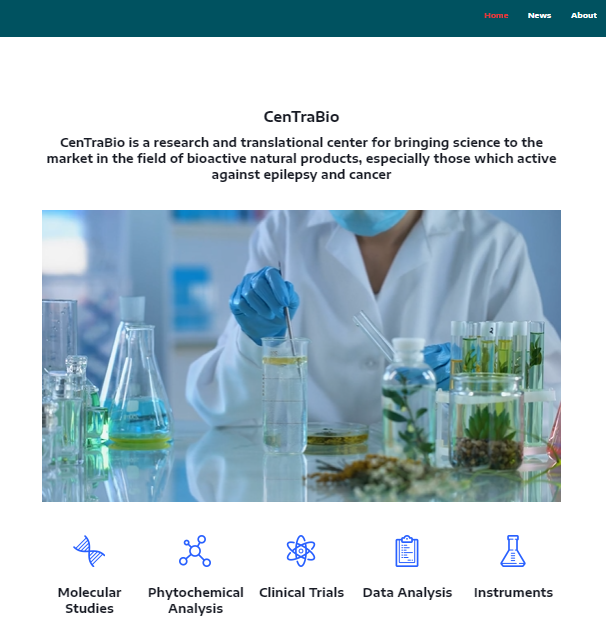 Home News About
CenTraBio
CenTraBio is a research and translational center for bringing science to the
market in the field of bioactive natural products, especially those which active
against epilepsy and cancer
2
Molecular
Studies
Phytochemical
Analysis
Clinical Trials
Data Analysis
Instruments